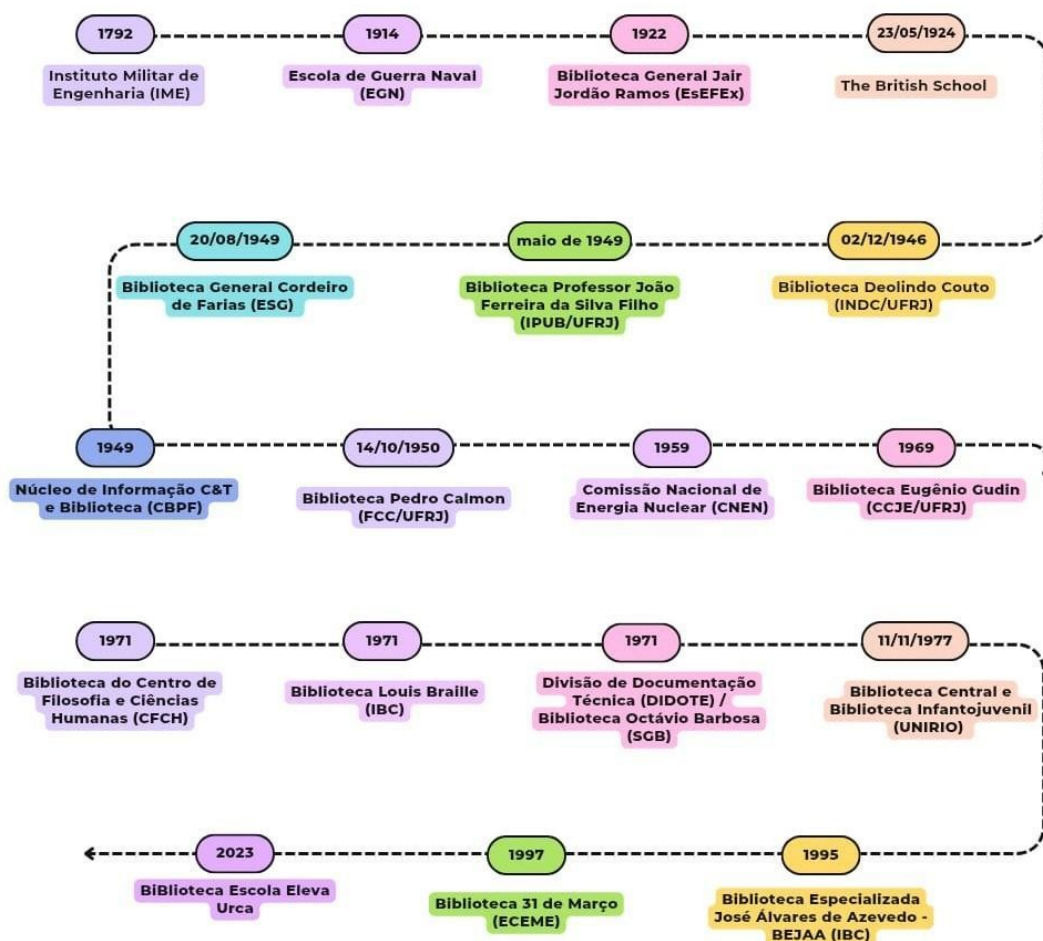 1792
Instituto Militar de
Engenharia (IME)
1914
Escola de Guerra Naval
(EGN)
1922
Biblioteca General Jair
Jordão Ramos (EsEFEx)
23/05/1924
The British School
02/12/1946
Biblioteca Deolindo Couto
(INDC/UFRJ)
maio de 1949
Biblioteca Professor João
Ferreira da Silva Filho
(IPUB/UFRJ)
20/08/1949
Biblioteca General Cordeiro
de Farias (ESG)
1949
Núcleo de Informação C&T
e Biblioteca (CBPF)
14/10/1950
Biblioteca Pedro Calmon
(FCC/UFRJ)
1959
Comissão Nacional de
Energia Nuclear (CNEN)
1969
Biblioteca Eugênio Gudin
(CCJE/UFRJ)
1971
Biblioteca do Centro de
Filosofia e Ciências
Humanas (CFCH)
1971
Biblioteca Louis Braille
(IBC)
1971
Divisão de Documentação
Técnica (DIDOTE) /
Biblioteca Octávio Barbosa
(SGB)
11/11/1977
Biblioteca Central e
Biblioteca Infantojuvenil
(UNIRIO)
1995
Biblioteca Especializada
José Álvares de Azevedo -
BEJAA (IBC)
1997
Biblioteca 31 de Março
(ECEME)
2023
BiBlioteca Escola Eleva
Urca